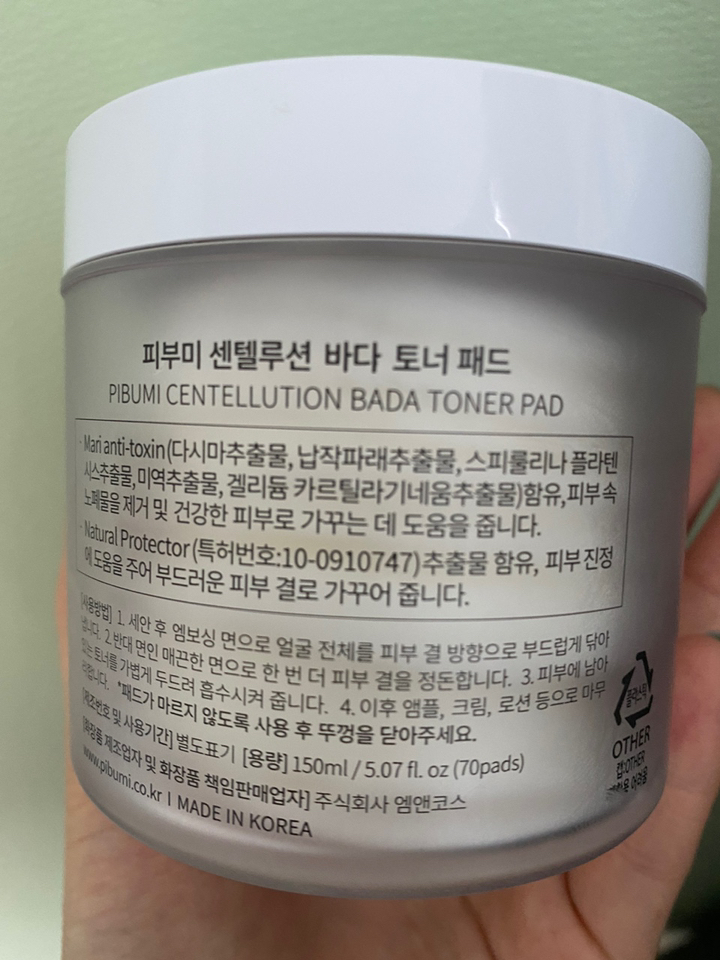 피부미 센텔루션 바다 토너 패드
PIBUMI CENTELLUTION BADA TONER PAD
· Mari anti-toxin(다시마추출물, 납작파래추출물, 스피룰리나 플라텐
시스추출물, 미역추출물, 겔리듐 카르틸라기네움추출물)함유, 피부 속
노폐물을 제거 및 건강한 피부로 가꾸는 데 도움을 줍니다.
· Natural Protector (특허번호:10-0910747)추출물 함유, 피부 진정
에 도움을 주어 부드러운 피부 결로 가꾸어 줍니다.
[사용방법] 1. 세안 후 엠보싱 면으로 얼굴 전체를 피부 결 방향으로 부드럽게 닦아
냅니다. 2. 반대 면인 매끈한 면으로 한 번 더 피부 결을 정돈합니다. 3. 피부에 남아
있는 토너를 가볍게 두드려 흡수시켜 줍니다. 4. 이후 앰플, 크림, 로션 등으로 마무
리합니다. *패드가 마르지 않도록 사용 후 뚜껑을 닫아주세요.
[제조번호 및 사용기간] 별도표기 [용량] 150ml / 5.07 fl. oz (70pads)
[화장품 제조업자 및 화장품 책임판매업자] 주식회사 엠앤코스
www.pibumi.co.kr I MADE IN KOREA
플라스틱
OTHER
캡:OTHER
어려움